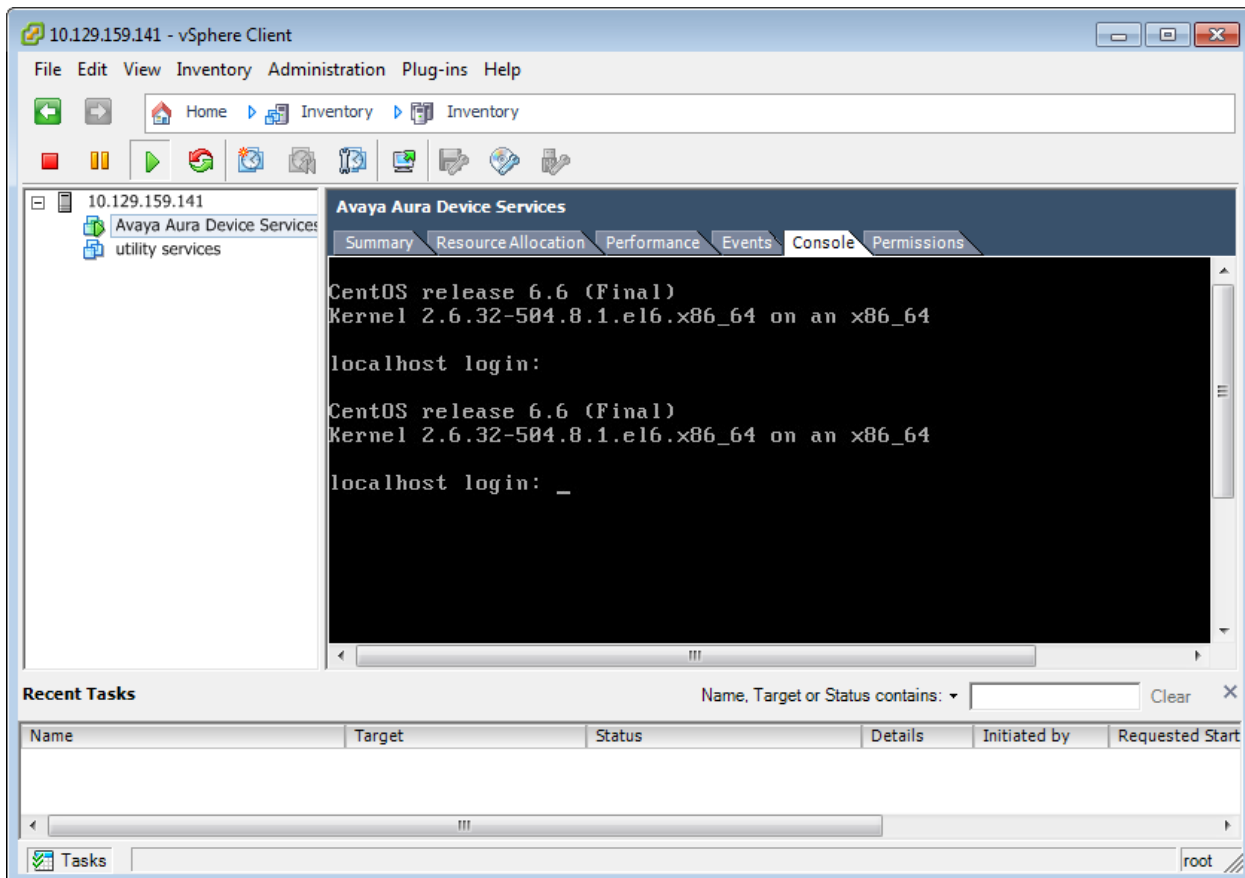 10.129.159.141 - vSphere Client
File Edit View Inventory Administration Plug-ins Help
Home Inventory Inventory
10.129.159.141
Avaya Aura Device Services
utility services
Avaya Aura Device Services
Summary Resource Allocation Performance Events Console Permissions
CentOS release 6.6 (Final)
Kernel 2.6.32-504.8.1.el6.x86_64 on an x86_64
localhost login:
CentOS release 6.6 (Final)
Kernel 2.6.32-504.8.1.el6.x86_64 on an x86_64
localhost login: _
Recent Tasks
Name, Target or Status contains:
Clear
Name Target Status Details Initiated by Requested Start
Tasks
root